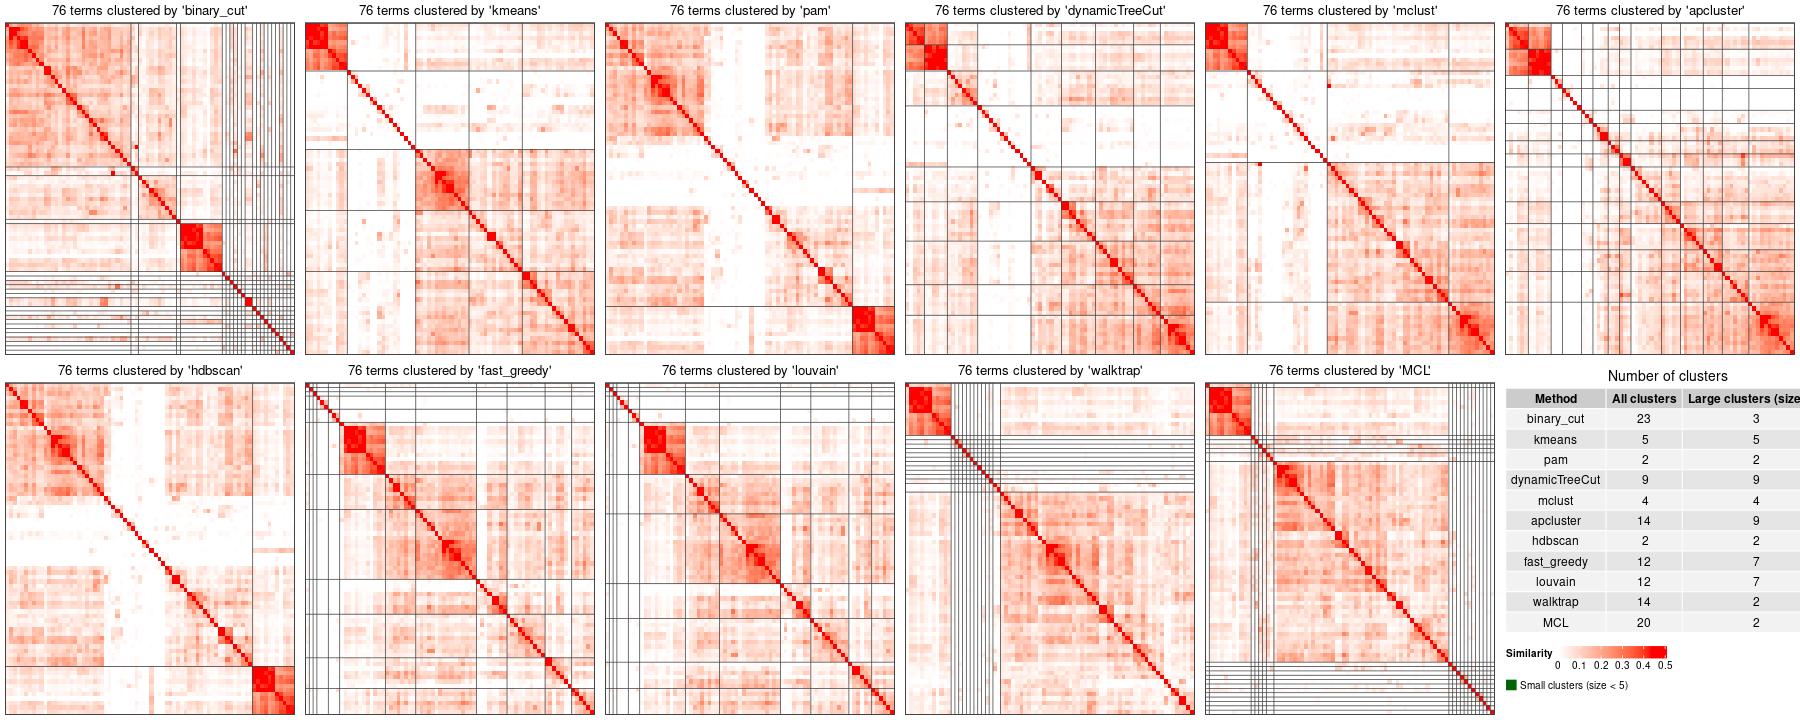 76 terms clustered by 'binary_cut'
76 terms clustered by 'kmeans'
76 terms clustered by 'pam'
76 terms clustered by 'dynamicTreeCut'
76 terms clustered by 'mclust'
76 terms clustered by 'apcluster'
76 terms clustered by 'hdbscan'
76 terms clustered by 'fast_greedy'
76 terms clustered by 'louvain'
76 terms clustered by 'walktrap'
76 terms clustered by 'MCL'
Number of clusters
Method All clusters Large clusters (size
binary_cut 23 3
kmeans 5 5
pam 2 2
dynamicTreeCut 9 9
mclust 4 4
apcluster 14 9
hdbscan 2 2
fast_greedy 12 7
louvain 12 7
walktrap 14 2
MCL 20 2
Similarity
0 0.1 0.2 0.3 0.4 0.5
Small clusters (size < 5)